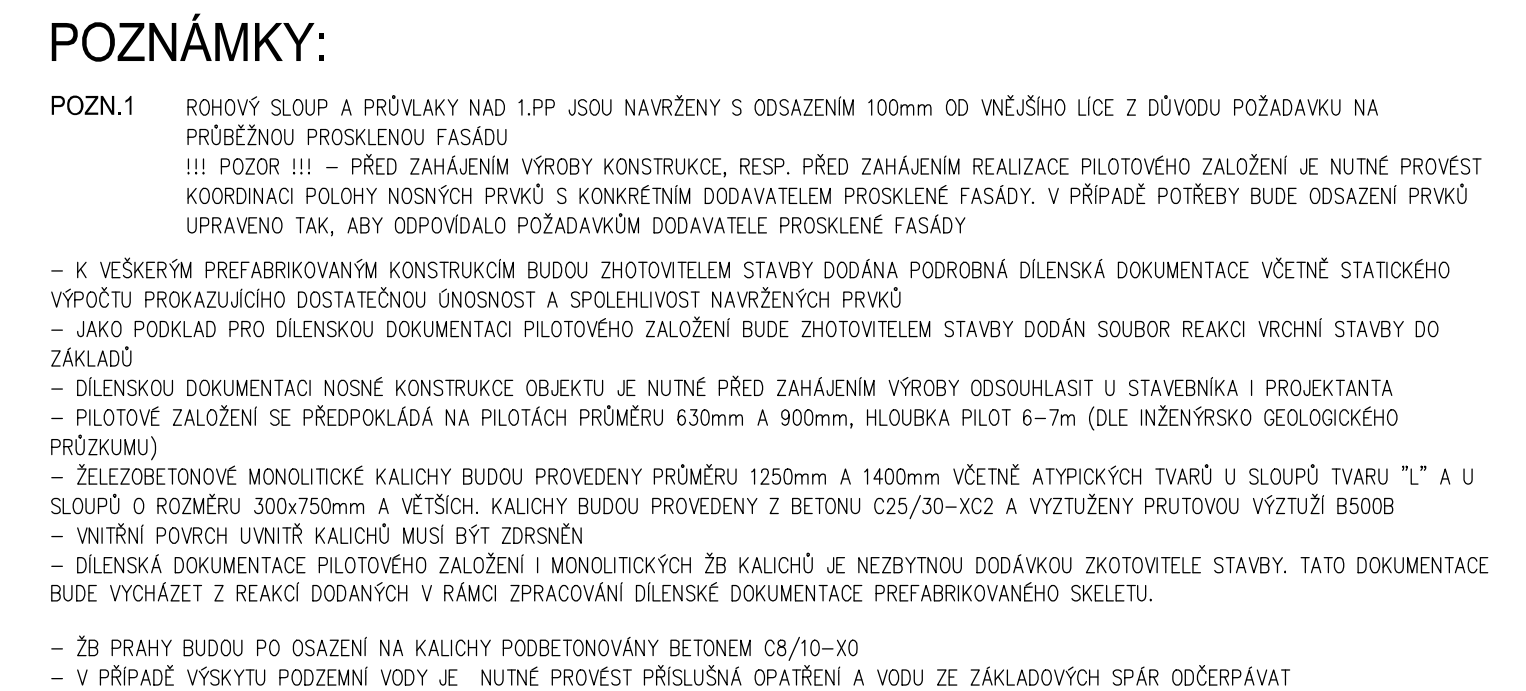 POZNÁMKY:
POZN.1 ROHOVÝ SLOUP A PRŮVLAKY NAD 1.PP JSOU NAVRŽENY S ODSAZENÍM 100mm OD VNĚJŠÍHO LÍCE Z DŮVODU POŽADAVKU NA
PRŮBĚŽNOU PROSKLENOU FASÁDU
!!! POZOR !!! – PŘED ZAHÁJENÍM VÝROBY KONSTRUKCE, RESP. PŘED ZAHÁJENÍM REALIZACE PILOTOVÉHO ZALOŽENÍ JE NUTNÉ PROVÉST
KOORDINACI POLOHY NOSNÝCH PRVKŮ S KONKRÉTNÍM DODAVATELEM PROSKLENÉ FASÁDY. V PŘÍPADĚ POTŘEBY BUDE ODSAZENÍ PRVKŮ
UPRAVENO TAK, ABY ODPOVÍDALO POŽADAVKŮM DODAVATELE PROSKLENÉ FASÁDY
– K VEŠKERÝM PREFABRIKOVANÝM KONSTRUKCÍM BUDOU ZHOTOVITELEM STAVBY DODÁNA PODROBNÁ DÍLENSKÁ DOKUMENTACE VČETNĚ STATICKÉHO
VÝPOČTU PROKAZUJÍCÍHO DOSTATEČNOU ÚNOSNOST A SPOLEHLIVOST NAVRŽENÝCH PRVKŮ
– JAKO PODKLAD PRO DÍLENSKOU DOKUMENTACI PILOTOVÉHO ZALOŽENÍ BUDE ZHOTOVITELEM STAVBY DODÁN SOUBOR REAKCI VRCHNÍ STAVBY DO
ZÁKLADŮ
– DÍLENSKOU DOKUMENTACI NOSNÉ KONSTRUKCE OBJEKTU JE NUTNÉ PŘED ZAHÁJENÍM VÝROBY ODSOUHLASIT U STAVEBNÍKA I PROJEKTANTA
– PILOTOVÉ ZALOŽENÍ SE PŘEDPOKLÁDÁ NA PILOTÁCH PRŮMĚRU 630mm A 900mm, HLOUBKA PILOT 6–7m (DLE INŽENÝRSKO GEOLOGICKÉHO
PRŮZKUMU)
– ŽELEZOBETONOVÉ MONOLITICKÉ KALICHY BUDOU PROVEDENY PRŮMĚRU 1250mm A 1400mm VČETNĚ ATYPICKÝCH TVARŮ U SLOUPŮ TVARU "L" A U
SLOUPŮ O ROZMĚRU 300x750mm A VĚTŠÍCH. KALICHY BUDOU PROVEDENY Z BETONU C25/30–XC2 A VYZTUŽENY PRUTOVOU VÝZTUŽÍ B500B
– VNITŘNÍ POVRCH UVNITŘ KALICHŮ MUSÍ BÝT ZDRSNĚN
– DÍLENSKÁ DOKUMENTACE PILOTOVÉHO ZALOŽENÍ I MONOLITICKÝCH ŽB KALICHŮ JE NEZBYTNOU DODÁVKOU ZKOTOVITELE STAVBY. TATO DOKUMENTACE
BUDE VYCHÁZET Z REAKCÍ DODANÝCH V RÁMCI ZPRACOVÁNÍ DÍLENSKÉ DOKUMENTACE PREFABRIKOVANÉHO SKELETU.
– ŽB PRAHY BUDOU PO OSAZENÍ NA KALICHY PODBETONOVÁNY BETONEM C8/10–X0
– V PŘÍPADĚ VÝSKYTU PODZEMNÍ VODY JE NUTNÉ PROVÉST PŘÍSLUŠNÁ OPATŘENÍ A VODU ZE ZÁKLADOVÝCH SPÁR ODČERPÁVAT